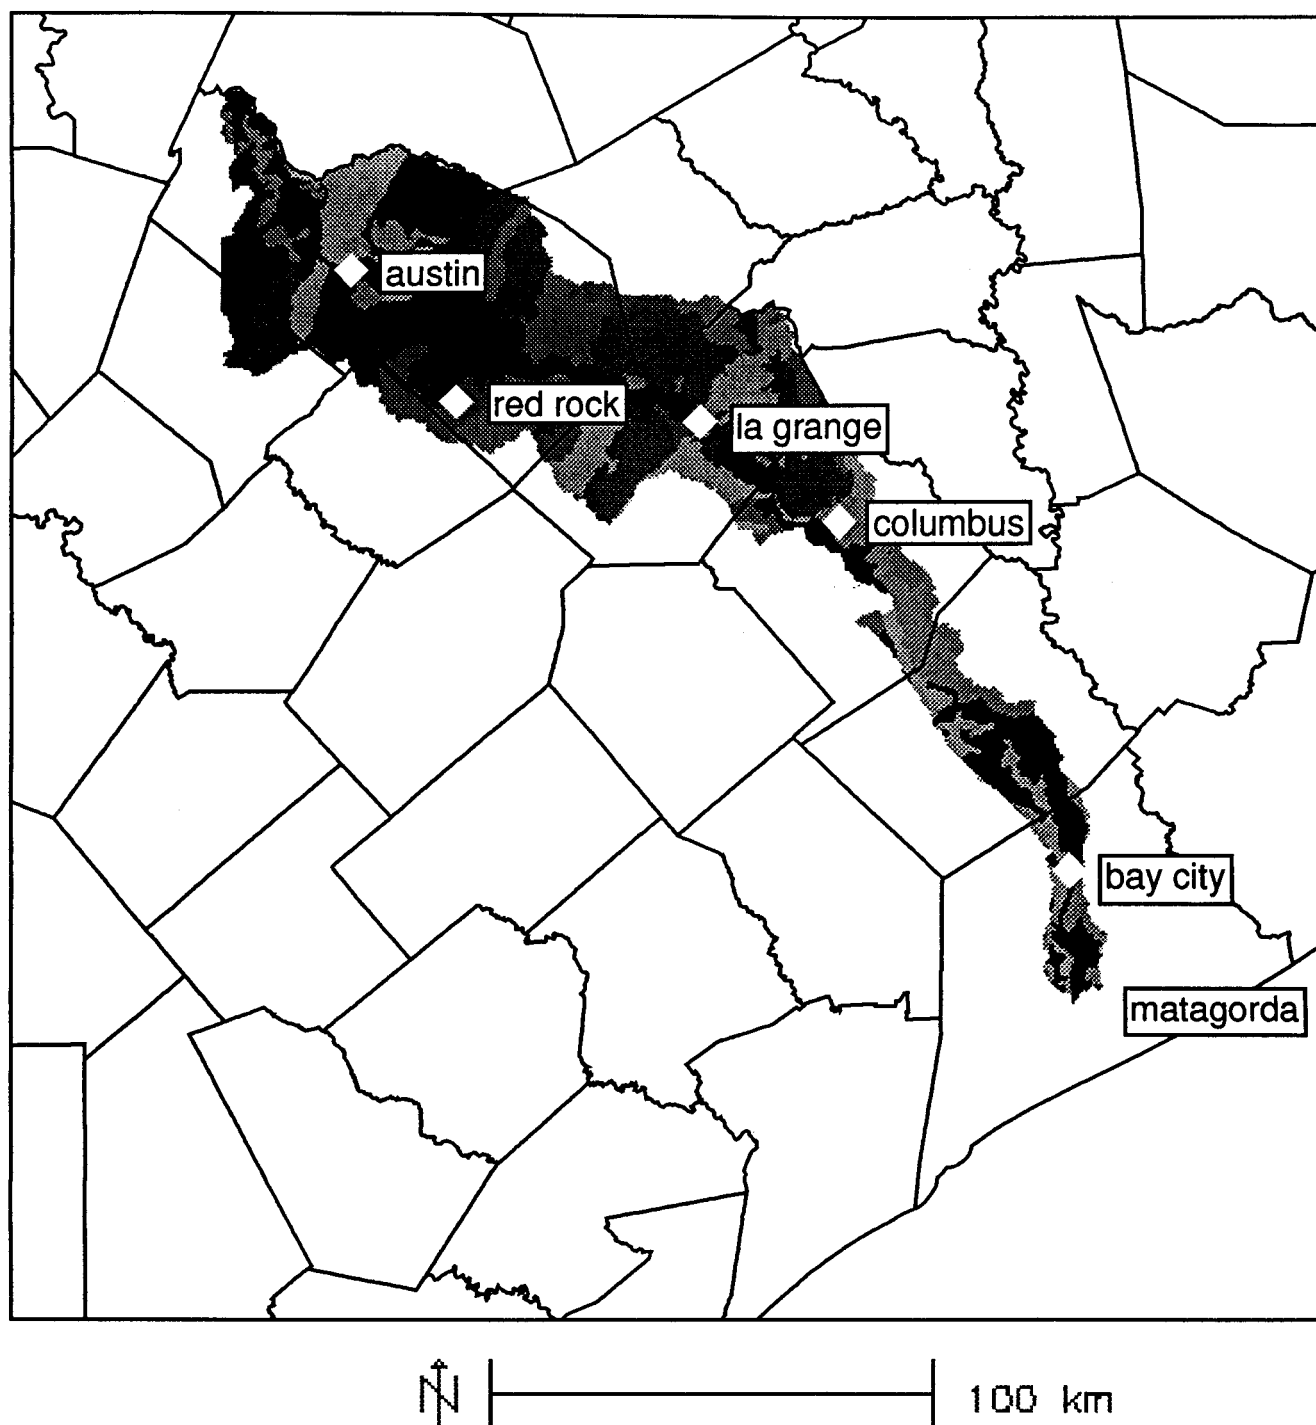 austin
red rock
la grange
columbus
bay city
matagorda
N
100 km